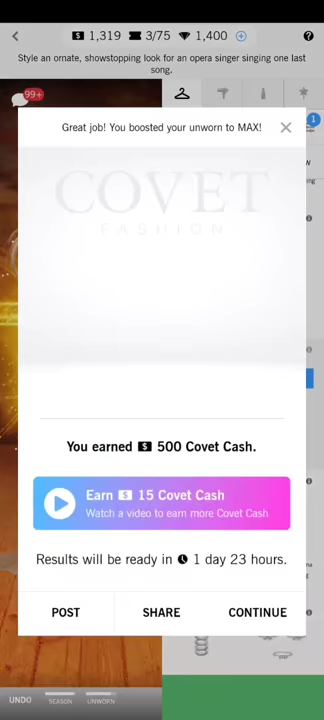 1,319
3/75
1,400
Style an ornate, showstopping look for an opera singer singing one last
song.
99+
1
Great job! You boosted your unworn to MAX!
COVET
FASHION
You earned 500 Covet Cash.
Earn 15 Covet Cash
Watch a video to earn more Covet Cash
Results will be ready in 1 day 23 hours.
POST
SHARE
CONTINUE
UNDO
SEASON
UNWORN